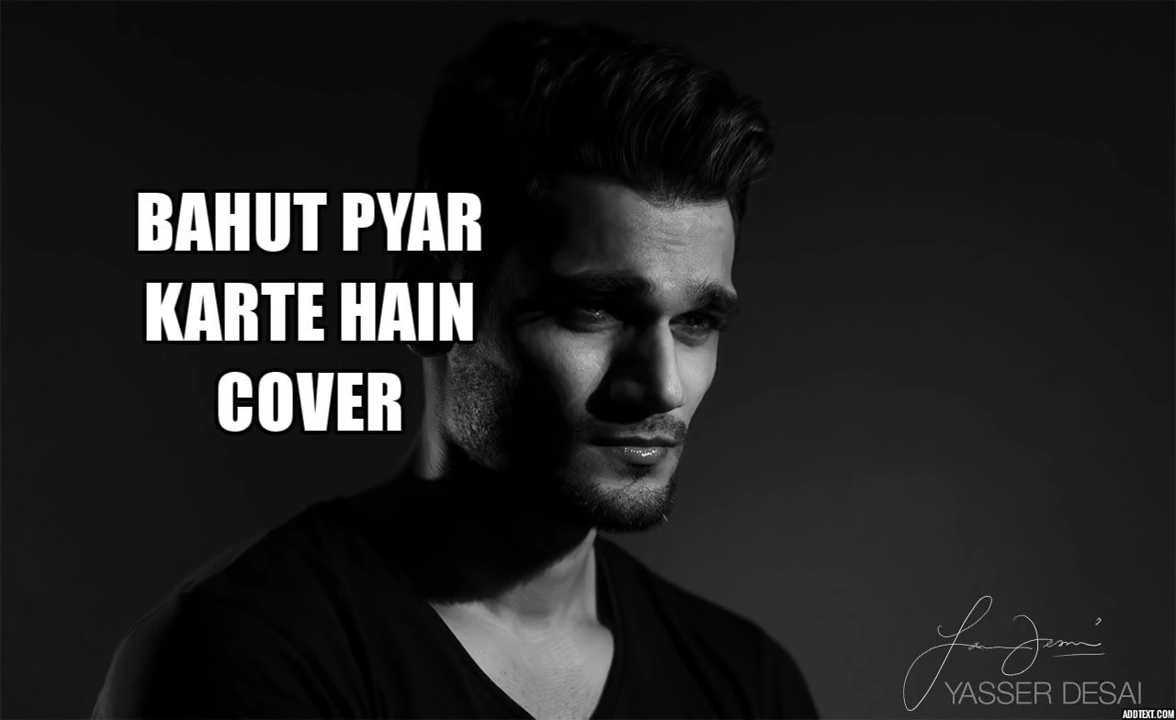 BAHUT PYAR
KARTE HAIN
COVER
YASSER DESAI
ADDTEXT.COM